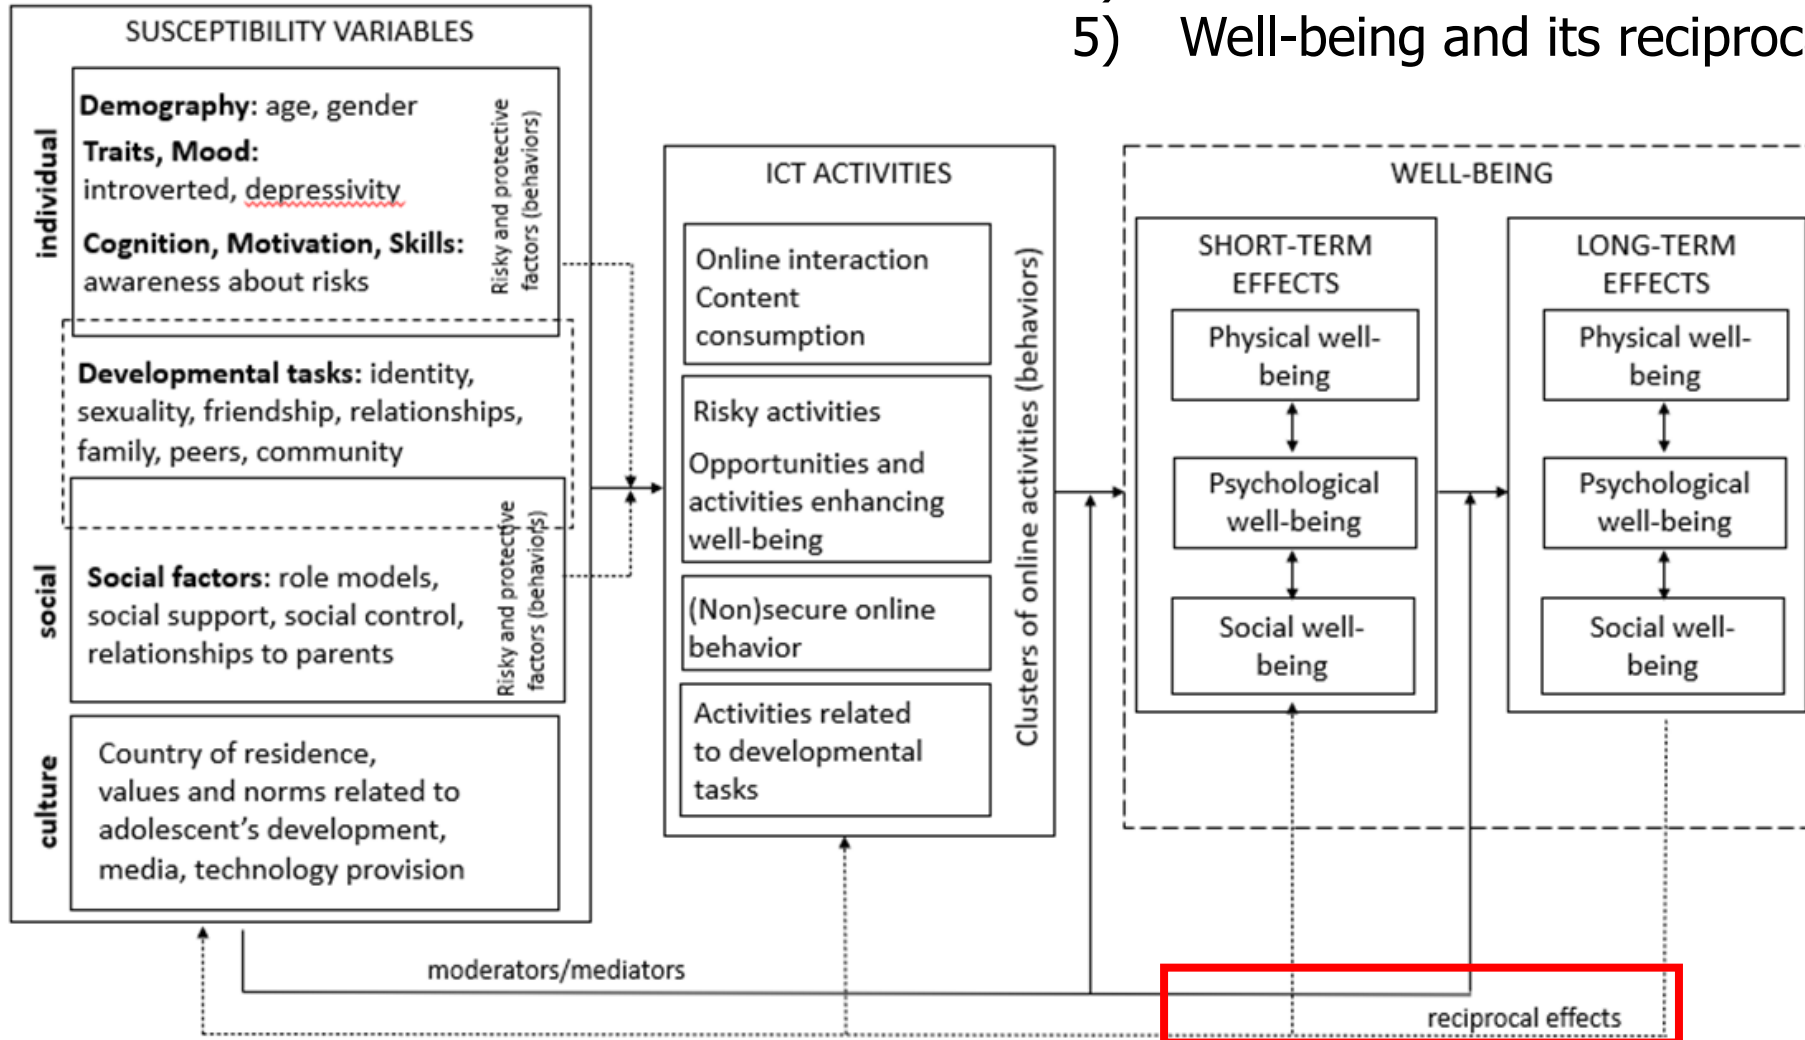 5) Well-being and its reciproc
SUSCEPTIBILITY VARIABLES
individual
Demography: age, gender
Traits, Mood:
introverted, depressivity
Cognition, Motivation, Skills:
awareness about risks
Risky and protective
factors (behaviors)
Developmental tasks: identity,
sexuality, friendship, relationships,
family, peers, community
social
Social factors: role models,
social support, social control,
relationships to parents
Risky and protective
factors (behaviors)
culture
Country of residence,
values and norms related to
adolescent’s development,
media, technology provision
ICT ACTIVITIES
Online interaction
Content
consumption
Risky activities
Opportunities and
activities enhancing
well-being
(Non)secure online
behavior
Activities related
to developmental
tasks
Clusters of online activities (behaviors)
WELL-BEING
SHORT-TERM
EFFECTS
Physical well-
being
Psychological
well-being
Social well-
being
LONG-TERM
EFFECTS
Physical well-
being
Psychological
well-being
Social well-
being
moderators/mediators
reciprocal effects